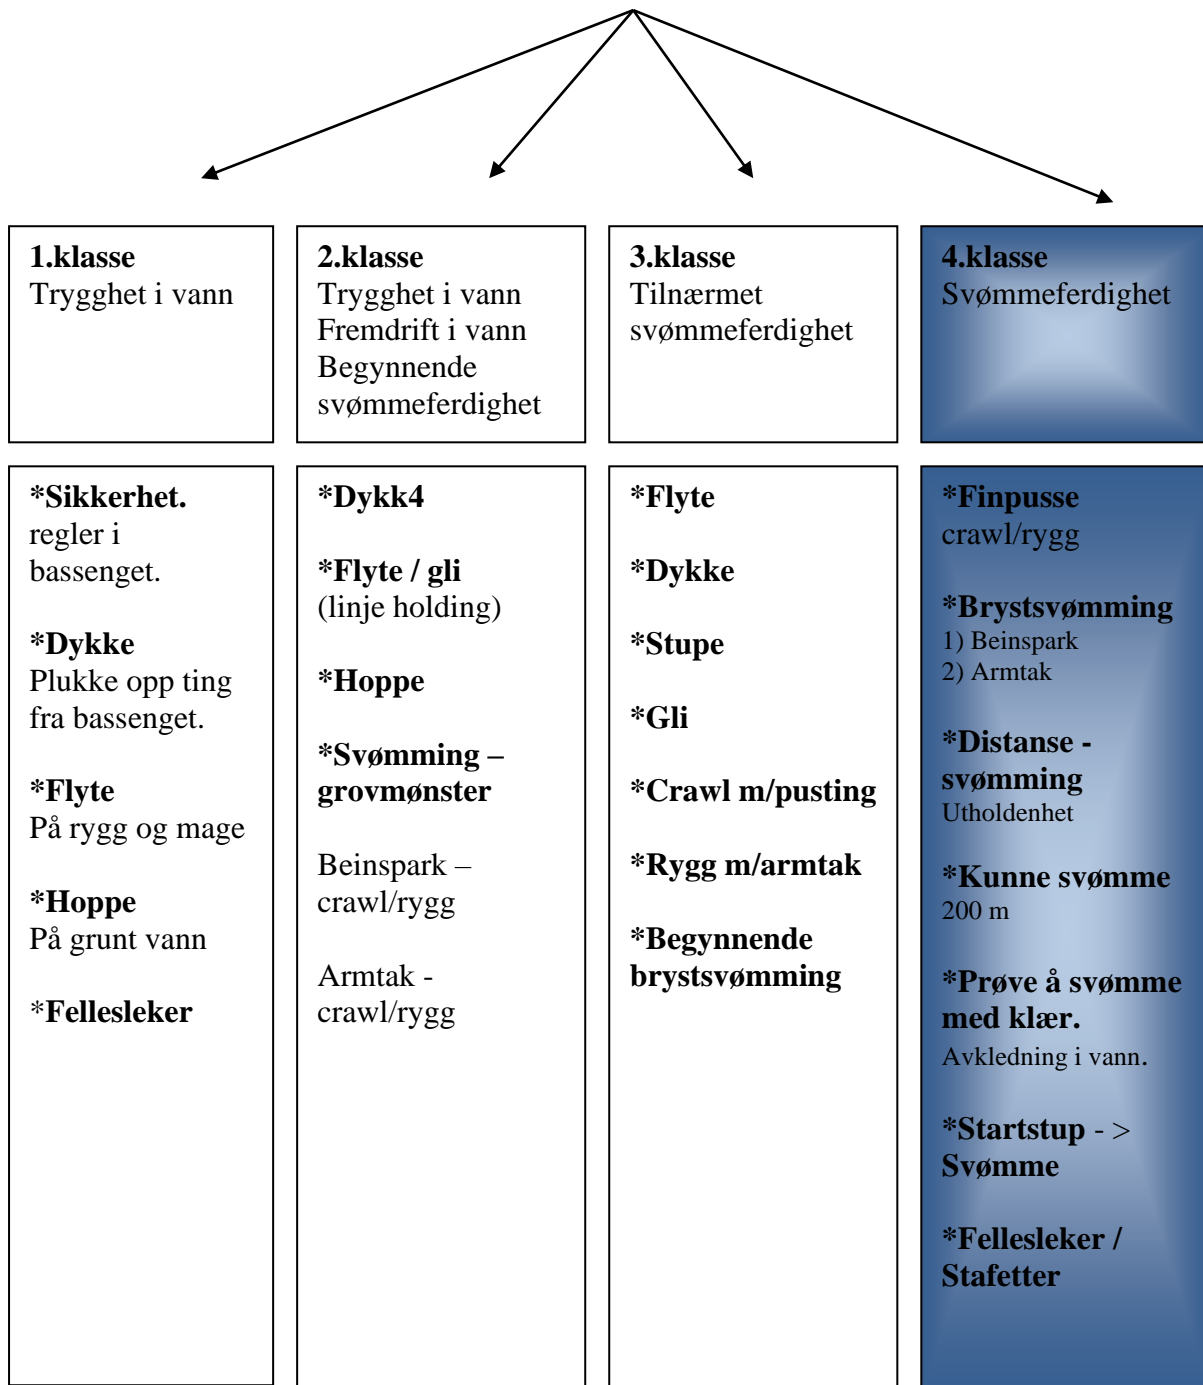 1.klasse
Trygghet i vann
2.klasse
Trygghet i vann
Fremdrift i vann
Begynnende
svømmeferdighet
3.klasse
Tilnærmet
svømmeferdighet
4.klasse
Svømmeferdighet
*Sikkerhet.
regler i
bassenget.
*Dykke
Plukke opp ting
fra bassenget.
*Flyte
På rygg og mage
*Hoppe
På grunt vann
*Fellesleker
*Dykk4
*Flyte / gli
(linje holding)
*Hoppe
*Svømming –
grovmønster
Beinspark –
crawl/rygg
Armtak -
crawl/rygg
*Flyte
*Dykke
*Stupe
*Gli
*Crawl m/pusting
*Rygg m/armtak
*Begynnende
brystsvømming
*Finpusse
crawl/rygg
*Brystsvømming
1) Beinspark
2) Armtak
*Distanse -
svømming
Utholdenhet
*Kunne svømme
200 m
*Prøve å svømme
med klær.
Avkledning i vann.
*Startstup - >
Svømme
*Fellesleker /
Stafetter